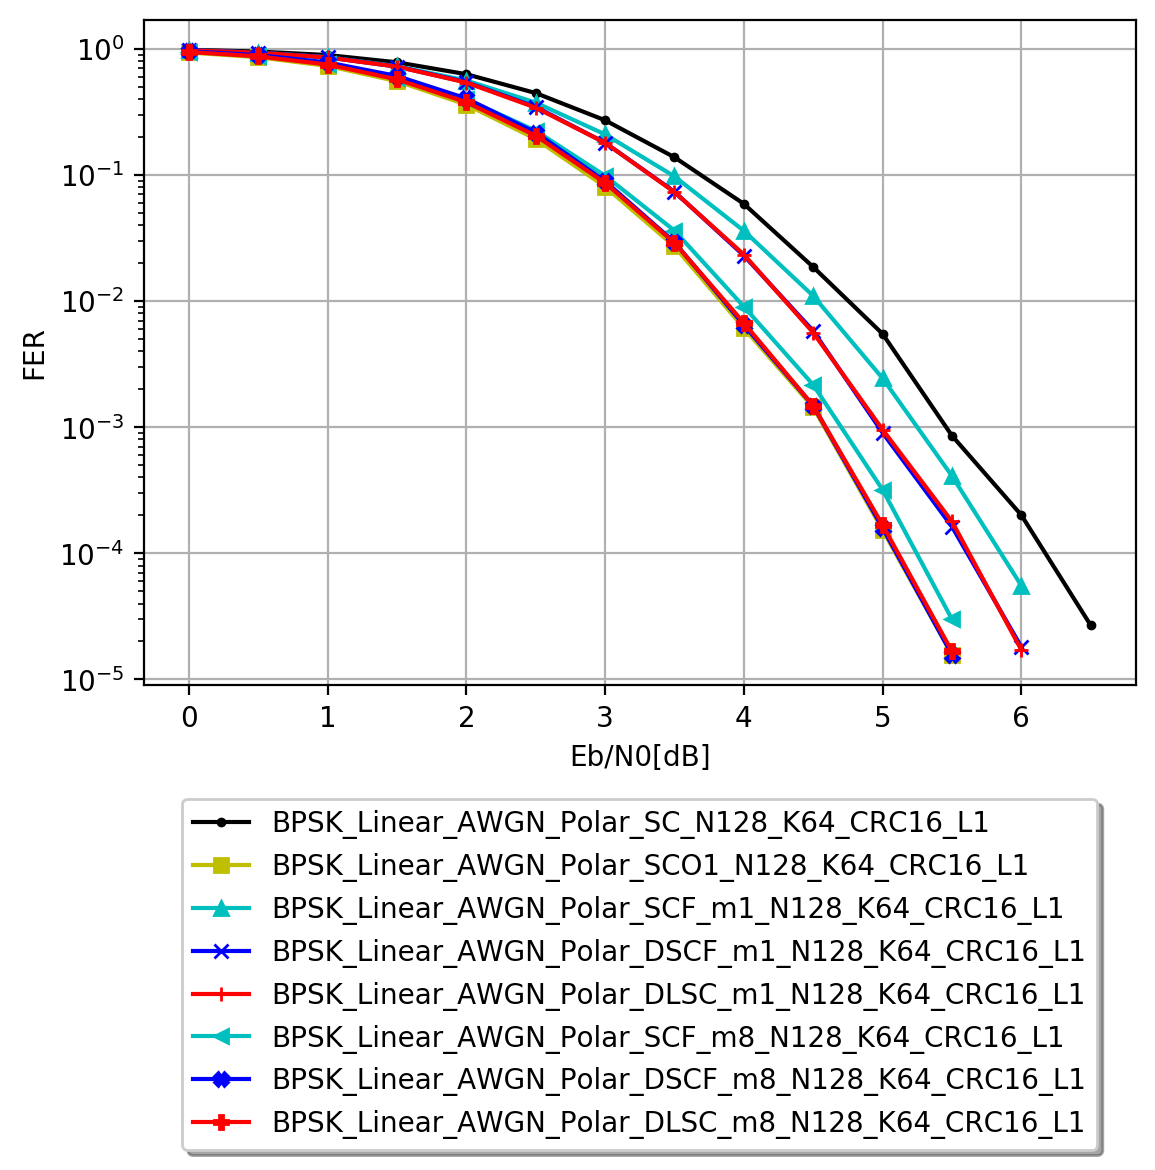 10^0
10^-1
10^-2
10^-3
10^-4
10^-5
FER
0 1 2 3 4 5 6
Eb/N0[dB]
BPSK_Linear_AWGN_Polar_SC_N128_K64_CRC16_L1
BPSK_Linear_AWGN_Polar_SCO1_N128_K64_CRC16_L1
BPSK_Linear_AWGN_Polar_SCF_m1_N128_K64_CRC16_L1
BPSK_Linear_AWGN_Polar_DSCF_m1_N128_K64_CRC16_L1
BPSK_Linear_AWGN_Polar_DLSC_m1_N128_K64_CRC16_L1
BPSK_Linear_AWGN_Polar_SCF_m8_N128_K64_CRC16_L1
BPSK_Linear_AWGN_Polar_DSCF_m8_N128_K64_CRC16_L1
BPSK_Linear_AWGN_Polar_DLSC_m8_N128_K64_CRC16_L1